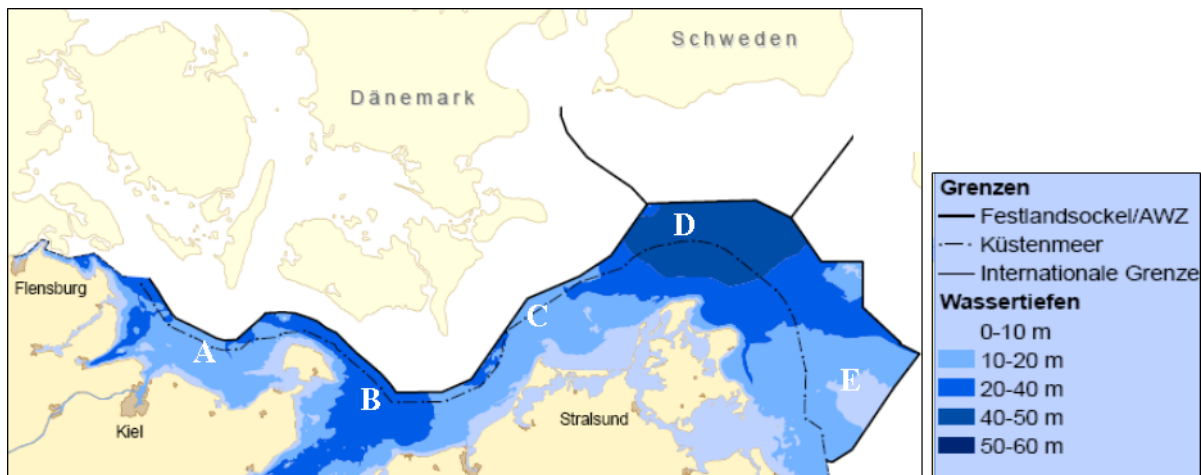 Schweden
Dänemark
D
Flensburg
C
A
E
B
Stralsund
Kiel
Grenzen
Festlandsockel/AWZ
Küstenmeer
Internationale Grenze
Wassertiefen
0-10 m
10-20 m
20-40 m
40-50 m
50-60 m